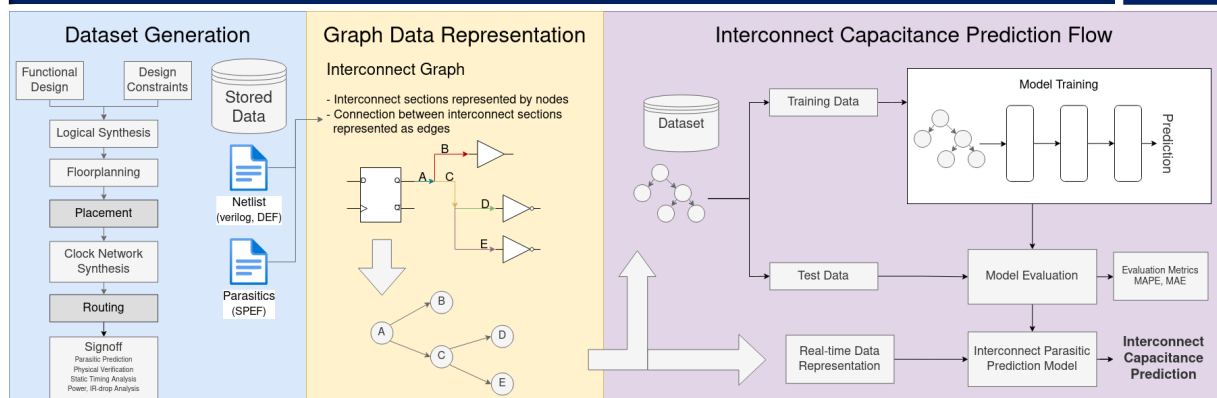 Dataset Generation
Functional
Design
Design
Constraints
Logical Synthesis
Floorplanning
Placement
Clock Network
Synthesis
Routing
Signoff
Parasitic Prediction
Physical Verification
Static Timing Analysis
Power, IR-drop Analysis
Stored
Data
Netlist
(verilog, DEF)
Parasitics
(SPEF)
Graph Data Representation
Interconnect Graph
- Interconnect sections represented by nodes
- Connection between interconnect sections
represented as edges
D
Q
Q
A
B
C
D
E
A
B
C
D
E
Interconnect Capacitance Prediction Flow
Dataset
Training Data
Model Training
Prediction
Test Data
Model Evaluation
Evaluation Metrics
MAPE, MAE
Real-time Data
Representation
Interconnect Parasitic
Prediction Model
Interconnect
Capacitance
Prediction